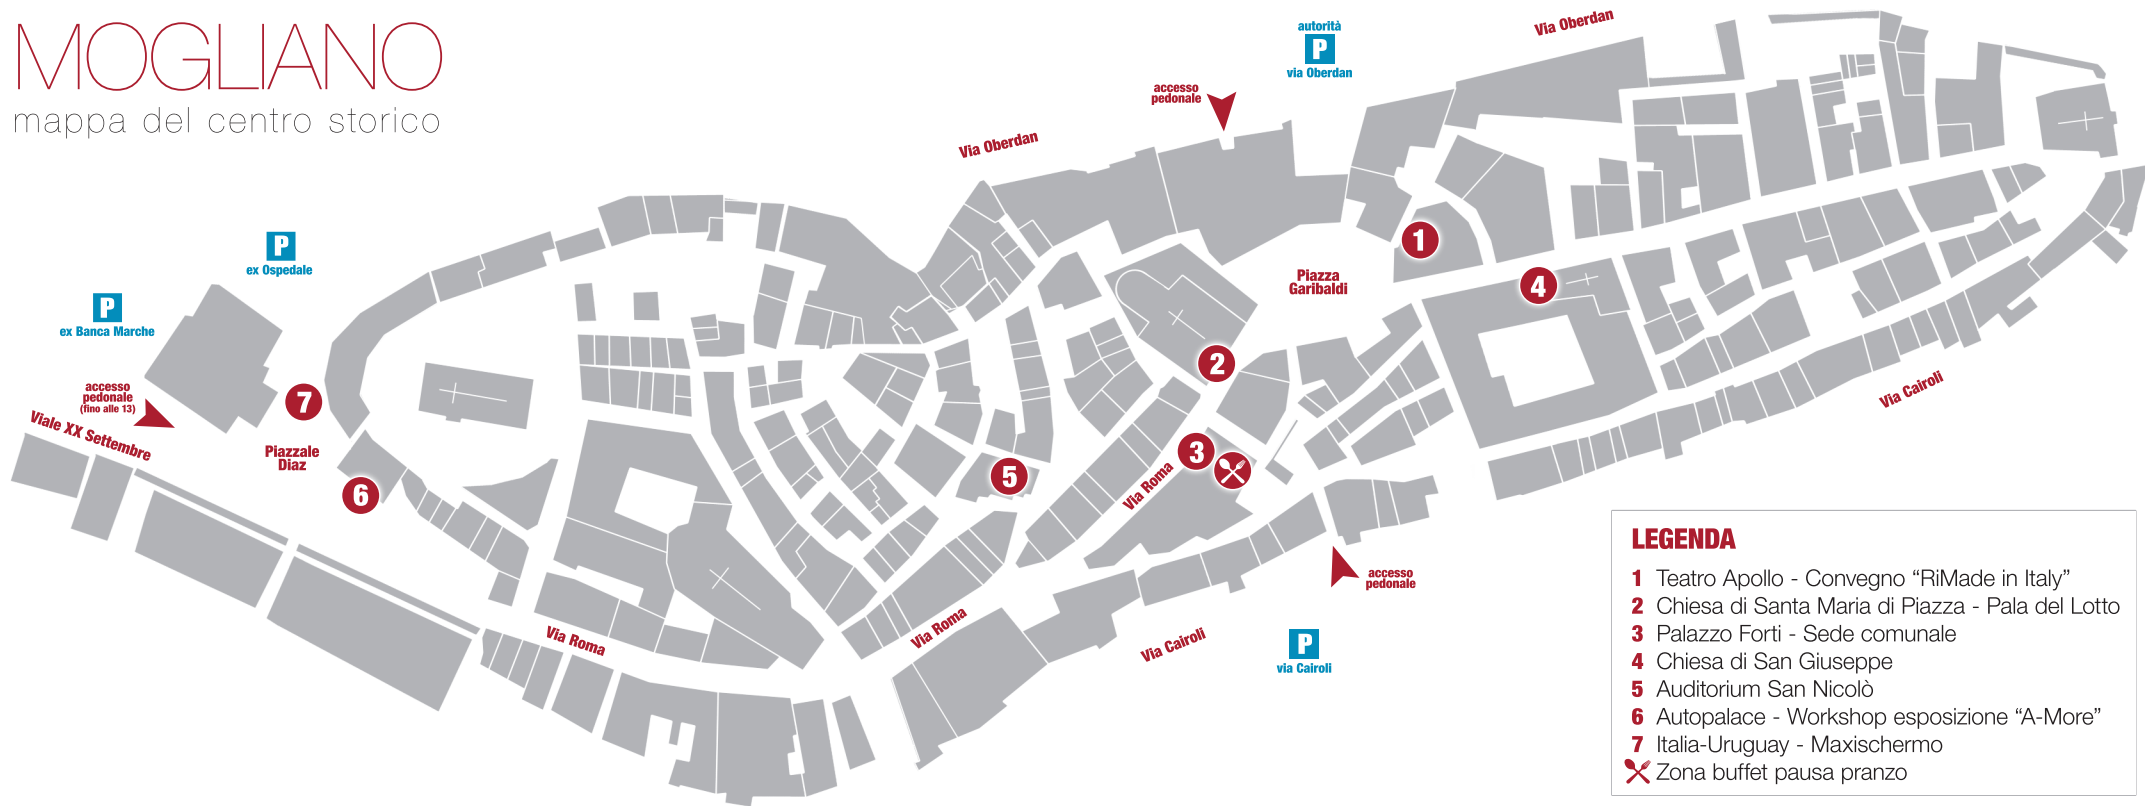 MOGLIANO
mappa del centro storico
autorità
P
via Oberdan
Via Oberdan
accesso
pedonale
Via Oberdan
P
ex Ospedale
P
ex Banca Marche
accesso
pedonale
(fino alle 13)
Viale XX Settembre
7
Piazzale
Diaz
6
1
Piazza
Garibaldi
4
2
3
5
Via Roma
Via Cairoli
accesso
pedonale
Via Roma
Via Roma
Via Cairoli
P
via Cairoli
LEGENDA
1 Teatro Apollo - Convegno “RiMade in Italy”
2 Chiesa di Santa Maria di Piazza - Pala del Lotto
3 Palazzo Forti - Sede comunale
4 Chiesa di San Giuseppe
5 Auditorium San Nicolò
6 Autopalace - Workshop esposizione “A-More”
7 Italia-Uruguay - Maxischermo
Zona buffet pausa pranzo